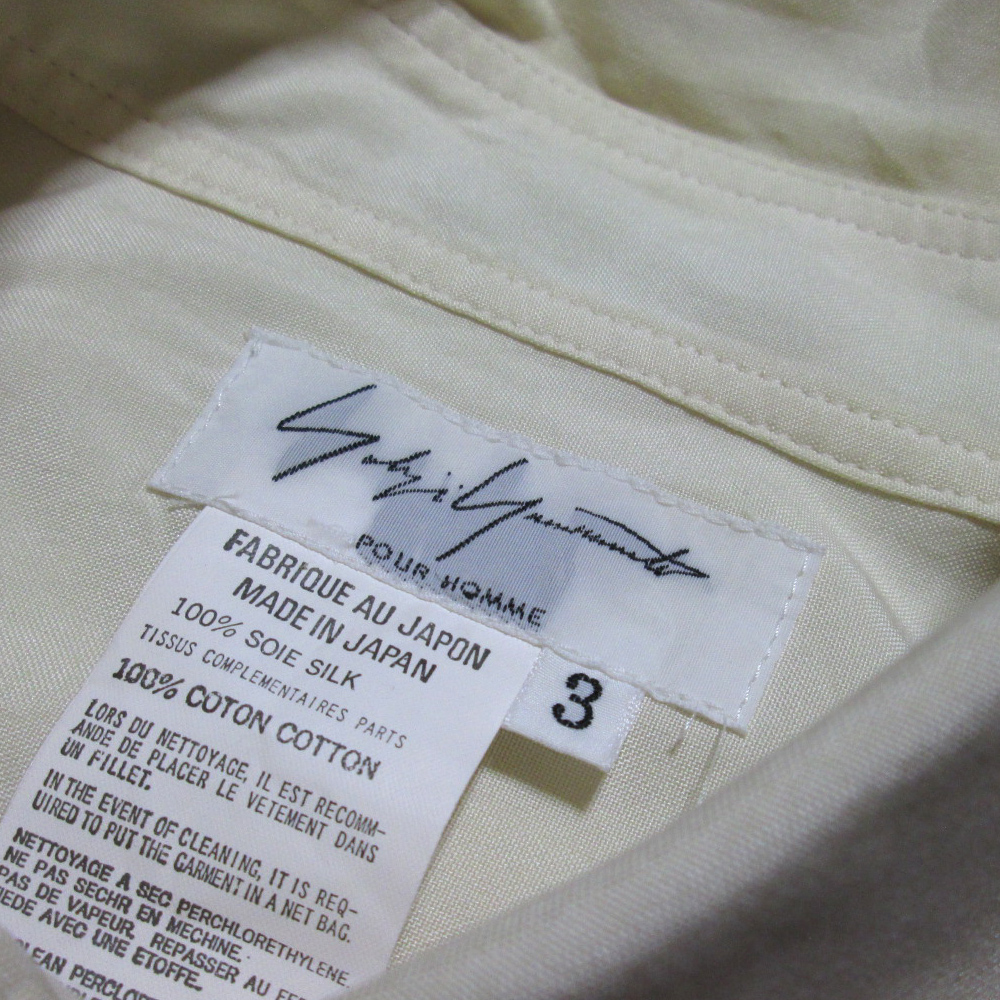 Yohji Yamamoto
POUR HOMME
3
FABRIQUE AU JAPON
MADE IN JAPAN
100% SOIE SILK
TISSUS COMPLEMENTAIRES PARTS
100% COTON COTTON
LORS DU NETTOYAGE, IL EST RECOMM-
ANDE DE PLACER LE VETEMENT DANS
UN FILLET.
IN THE EVENT OF CLEANING, IT IS REQ-
UIRED TO PUT THE GARMENT IN A NET BAG.
NETTOYAGE A SEC PERCHLORETHYLENE.
NE PAS SECHR EN MECHINE.
PAS DE VAPEUR. REPASSER AU FER
AVEC UNE ETOFFE.